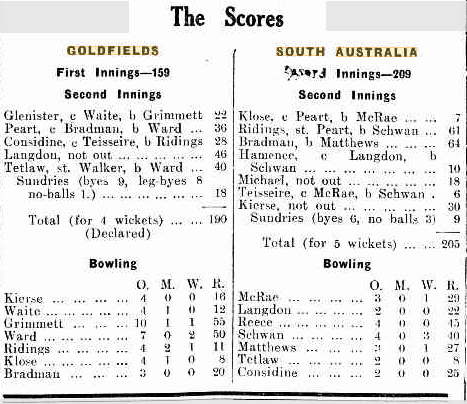 The Scores
GOLDFIELDS
First Innings—159
Second Innings
Glenister, c Waite, b Grimmett 22
Peart, c Bradman, b Ward ... 36
Considine, c Teisseire, b Ridings 28
Langdon, not out ... ... ... ... 46
Tetlaw, st. Walker, b Ward ... 40
Sundries (byes 9, leg-byes 8
no-balls 1.) ... ... ... ... ... 18
Total (for 4 wickets) ... ... 190
(Declared)
Bowling
O. M. W. R.
Kierse ... ... ... ... 4 0 0 16
Waite ... ... ... ... 4 1 0 12
Grimmett ... ... ... 10 1 1 55
Ward ... ... ... ... 7 0 2 50
Ridings ... ... ... ... 4 2 1 11
Klose ... ... ... ... 4 1 0 8
Bradman ... ... ... 3 0 0 20
SOUTH AUSTRALIA
Innings—209
Second Innings
Klose, c Peart, b McRae ... ... 7
Ridings, st. Peart, b Schwan ... 61
Bradman, b Matthews ... ... ... 64
Hamence, c Langdon, b
Schwan ... ... ... ... ... ... 10
Michael, not out ... ... ... ... 18
Teisseire, c McRae, b Schwan . 6
Kierse, not out ... ... ... ... 30
Sundries (byes 6, no balls 3) 9
Total (for 5 wickets) ... ... 205
Bowling
O. M. W. R.
McRae ... ... ... ... 3 0 1 29
Langdon ... ... ... ... 2 0 0 22
Reece ... ... ... ... 4 0 0 45
Schwan ... ... ... ... 4 0 3 40
Matthews ... ... ... 3 0 1 27
Tetlaw ... ... ... ... 2 0 0 8
Considine ... ... ... 2 0 0 25